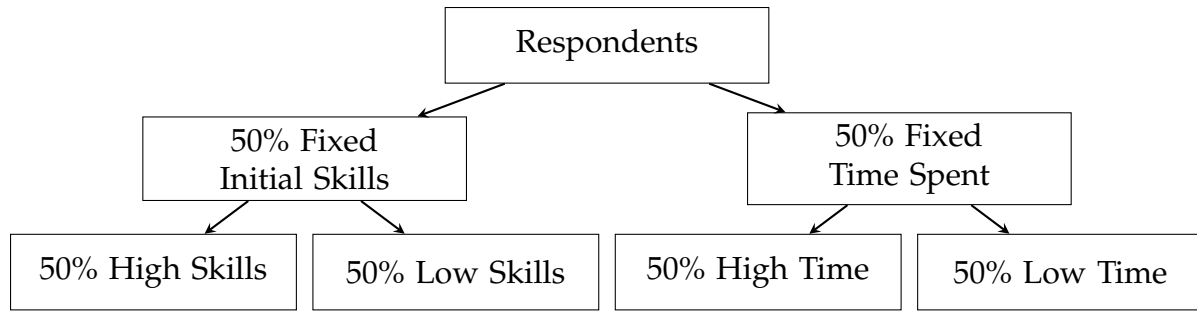 Respondents
50% Fixed
Initial Skills
50% Fixed
Time Spent
50% High Skills
50% Low Skills
50% High Time
50% Low Time